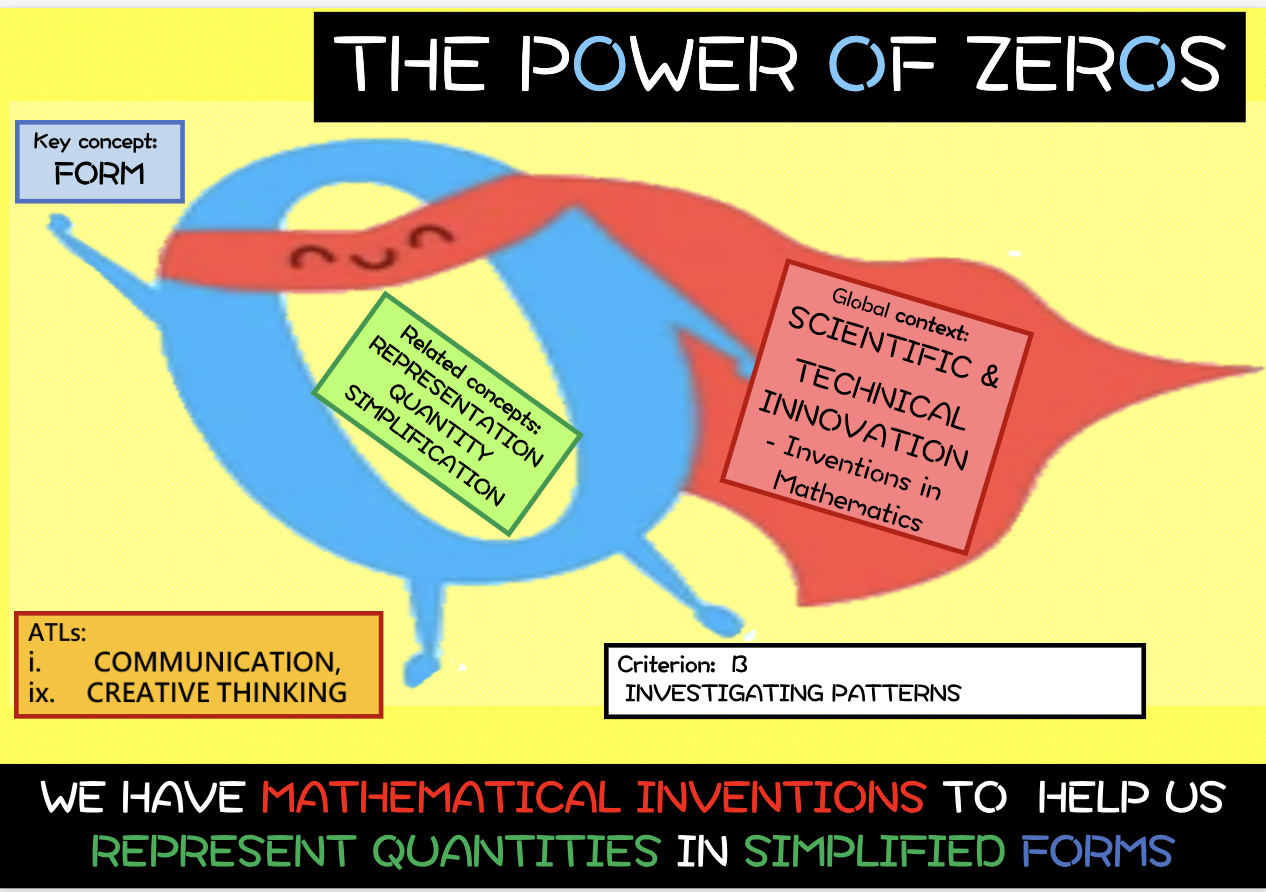 THE POWER OF ZEROS
Key concept:
FORM
Related concepts:
REPRESENTATION
QUANTITY
SIMPLIFICATION
Global context:
SCIENTIFIC &
TECHNICAL
INNOVATION
- Inventions in
Mathematics
ATLs:
i. COMMUNICATION,
ix. CREATIVE THINKING
Criterion: B
INVESTIGATING PATTERNS
WE HAVE MATHEMATICAL INVENTIONS TO HELP US
REPRESENT QUANTITIES IN SIMPLIFIED FORMS